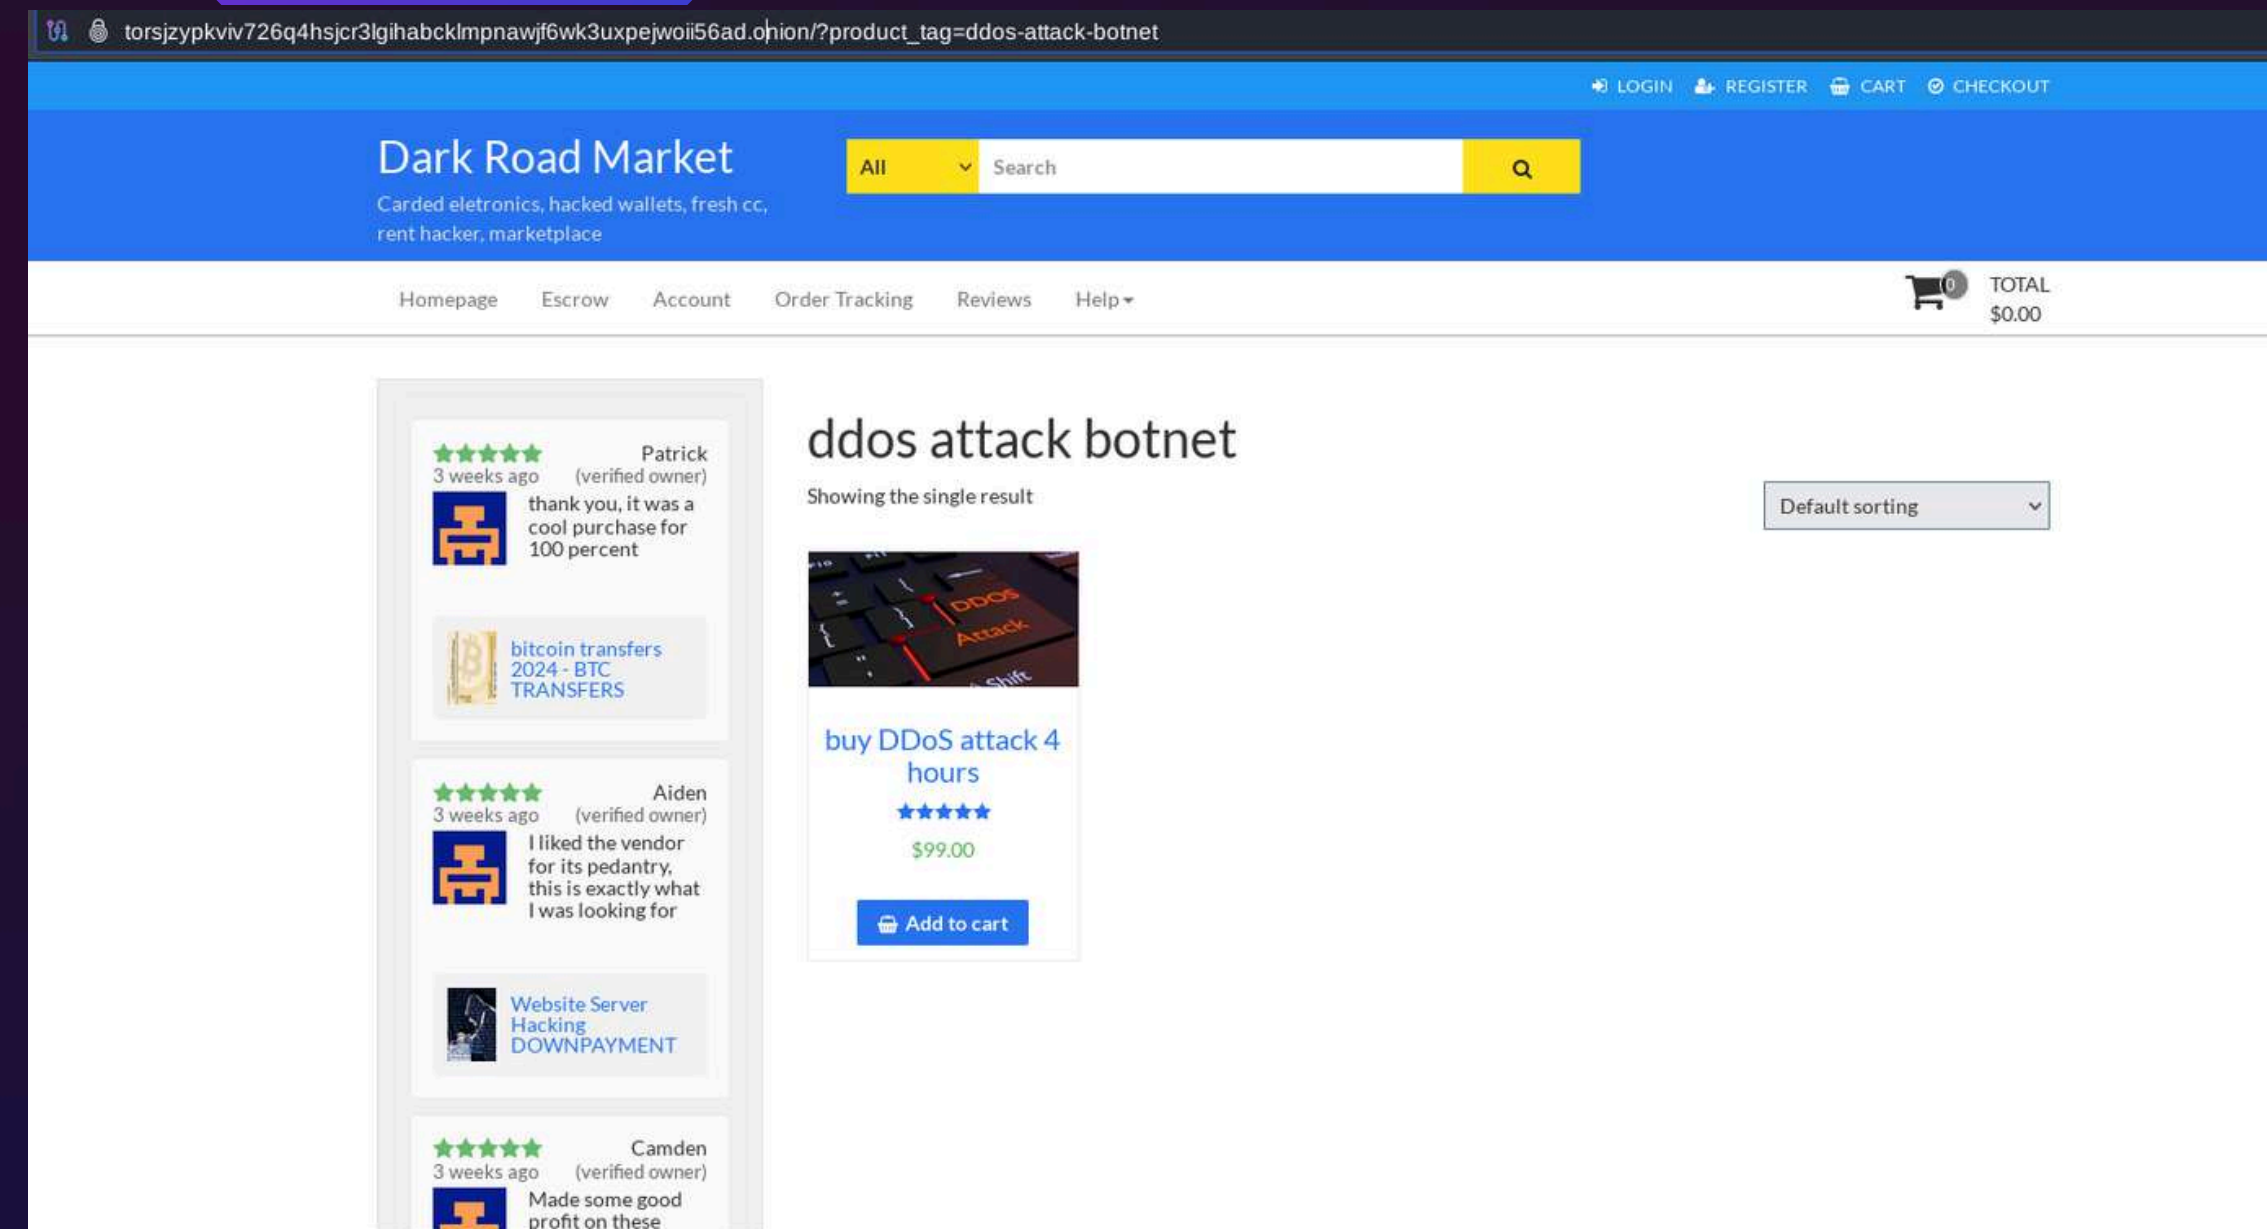 torsjzypkviv726q4hsjcr3lgihabcklmpnawjf6wk3uxpejwoii56ad.onion/?product_tag=ddos-attack-botnet
LOGIN REGISTER CART CHECKOUT
Dark Road Market
Carded eletronics, hacked wallets, fresh cc,
rent hacker, marketplace
All Search
Homepage Escrow Account Order Tracking Reviews Help
0
TOTAL
$0.00
Patrick
3 weeks ago (verified owner)
thank you, it was a
cool purchase for
100 percent
bitcoin transfers
2024 - BTC
TRANSFERS
Aiden
3 weeks ago (verified owner)
I liked the vendor
for its pedantry,
this is exactly what
I was looking for
Website Server
Hacking
DOWNPAYMENT
Camden
3 weeks ago (verified owner)
Made some good
profit on these
ddos attack botnet
Showing the single result
Default sorting
DDOS
Attack
Shift
buy DDoS attack 4
hours
$99.00
Add to cart